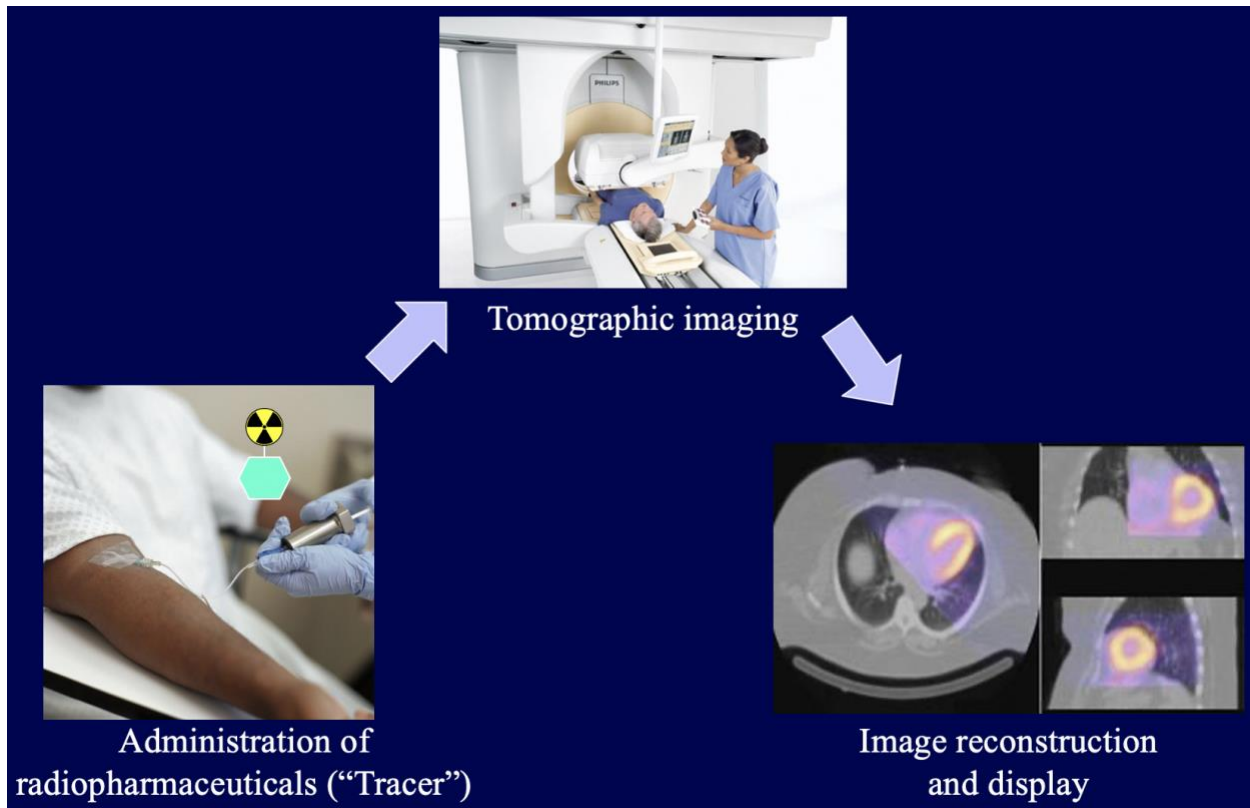 PHILIPS
Tomographic imaging
Administration of
radiopharmaceuticals (“Tracer”)
Image reconstruction
and display